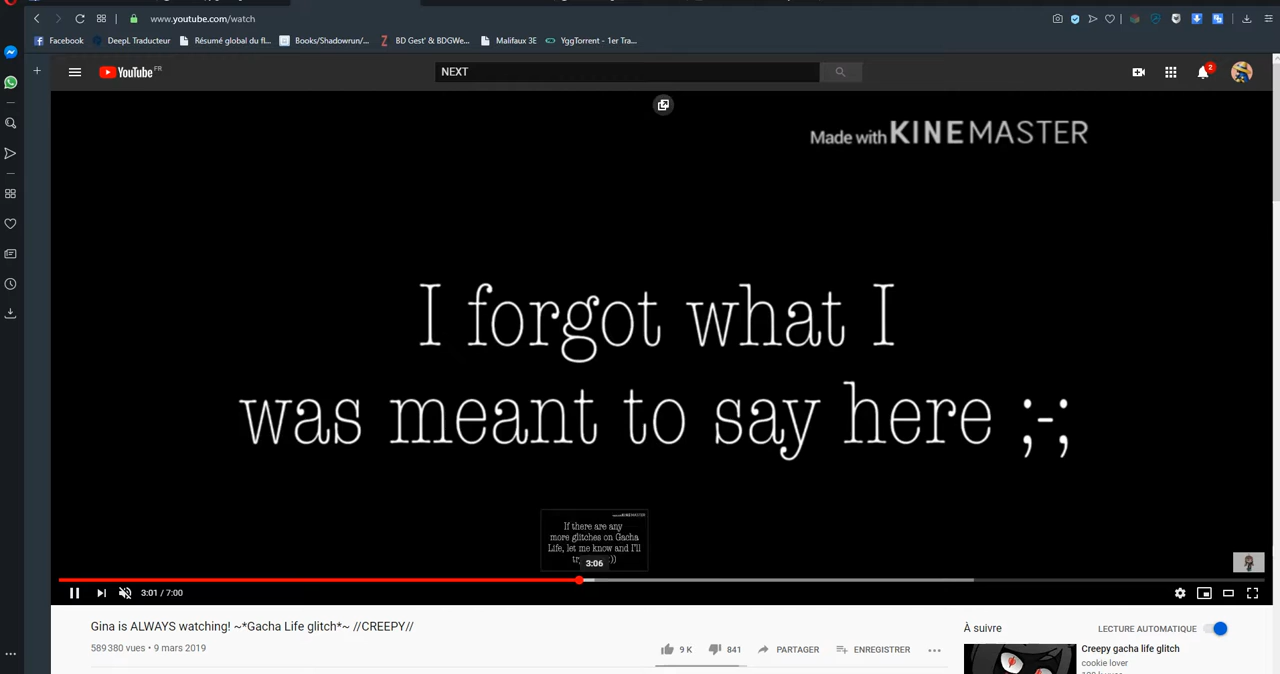 www.youtube.com/watch
Facebook
DeepL Traducteur
Résumé global du fl...
Books/Shadowrun/...
BD Gest' & BDGWe...
Malifaux 3E
YggTorrent - 1er Tra...
YouTube FR
NEXT
2
Made with KINEMASTER
I forgot what I
was meant to say here ;-;
If there are any
more glitches on Gacha
Life, let me know and I'll
3:06
3:01 / 7:00
Gina is ALWAYS watching! ~*Gacha Life glitch*~ //CREEPY//
589 380 vues • 9 mars 2019
9 K
841
PARTAGER
ENREGISTRER
À suivre
LECTURE AUTOMATIQUE
Creepy gacha life glitch
cookie lover